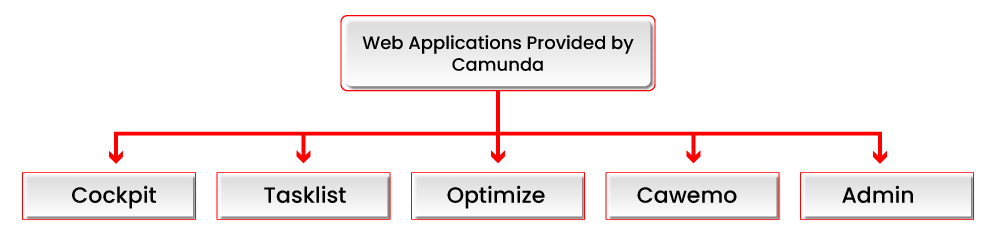 Web Applications Provided by
Camunda
Cockpit
Tasklist
Optimize
Cawemo
Admin